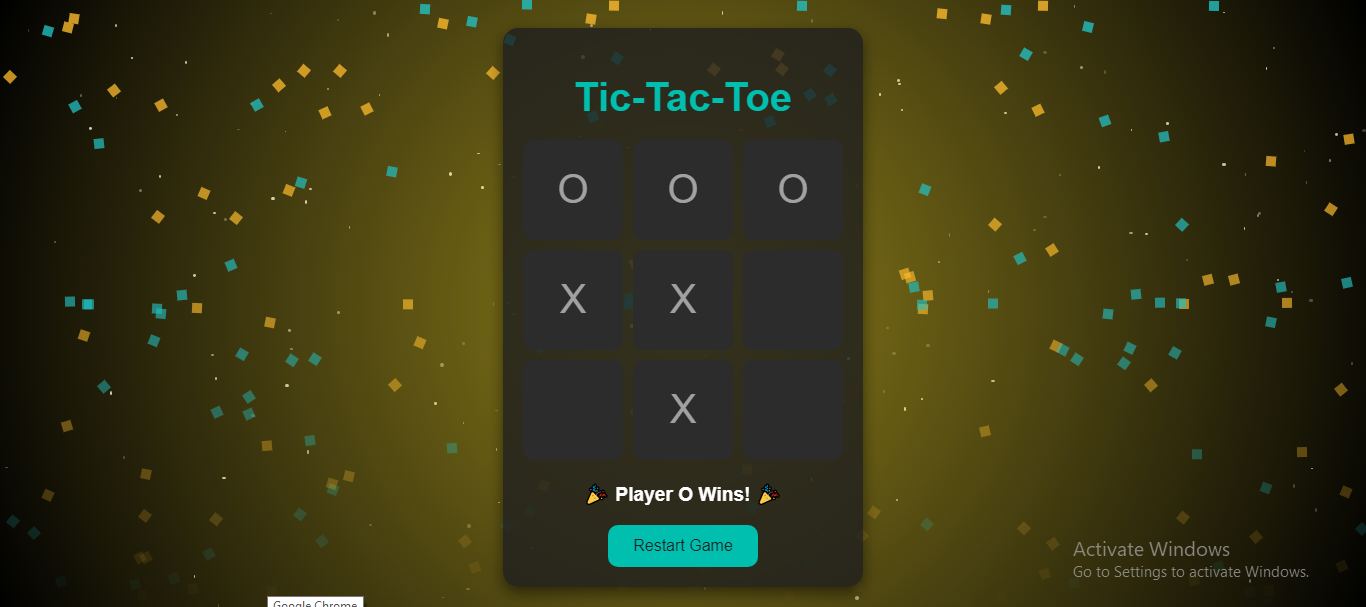 Tic-Tac-Toe
O O O
X X
X
🎉 Player O Wins! 🎉
Restart Game
Activate Windows
Go to Settings to activate Windows.
Google Chrome